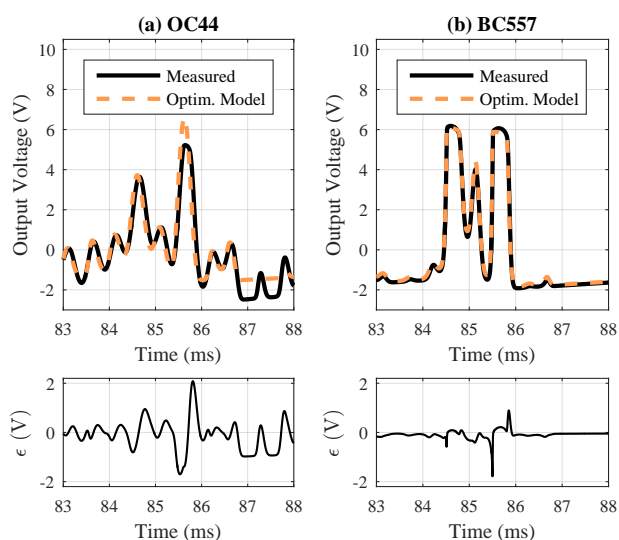 (a) OC44
(b) BC557
Output Voltage (V)
10
8
6
4
2
0
-2
Measured
Optim. Model
83 84 85 86 87 88
Time (ms)
Output Voltage (V)
10
8
6
4
2
0
-2
Measured
Optim. Model
83 84 85 86 87 88
Time (ms)
ϵ (V)
2
0
-2
83 84 85 86 87 88
Time (ms)
ϵ (V)
2
0
-2
83 84 85 86 87 88
Time (ms)